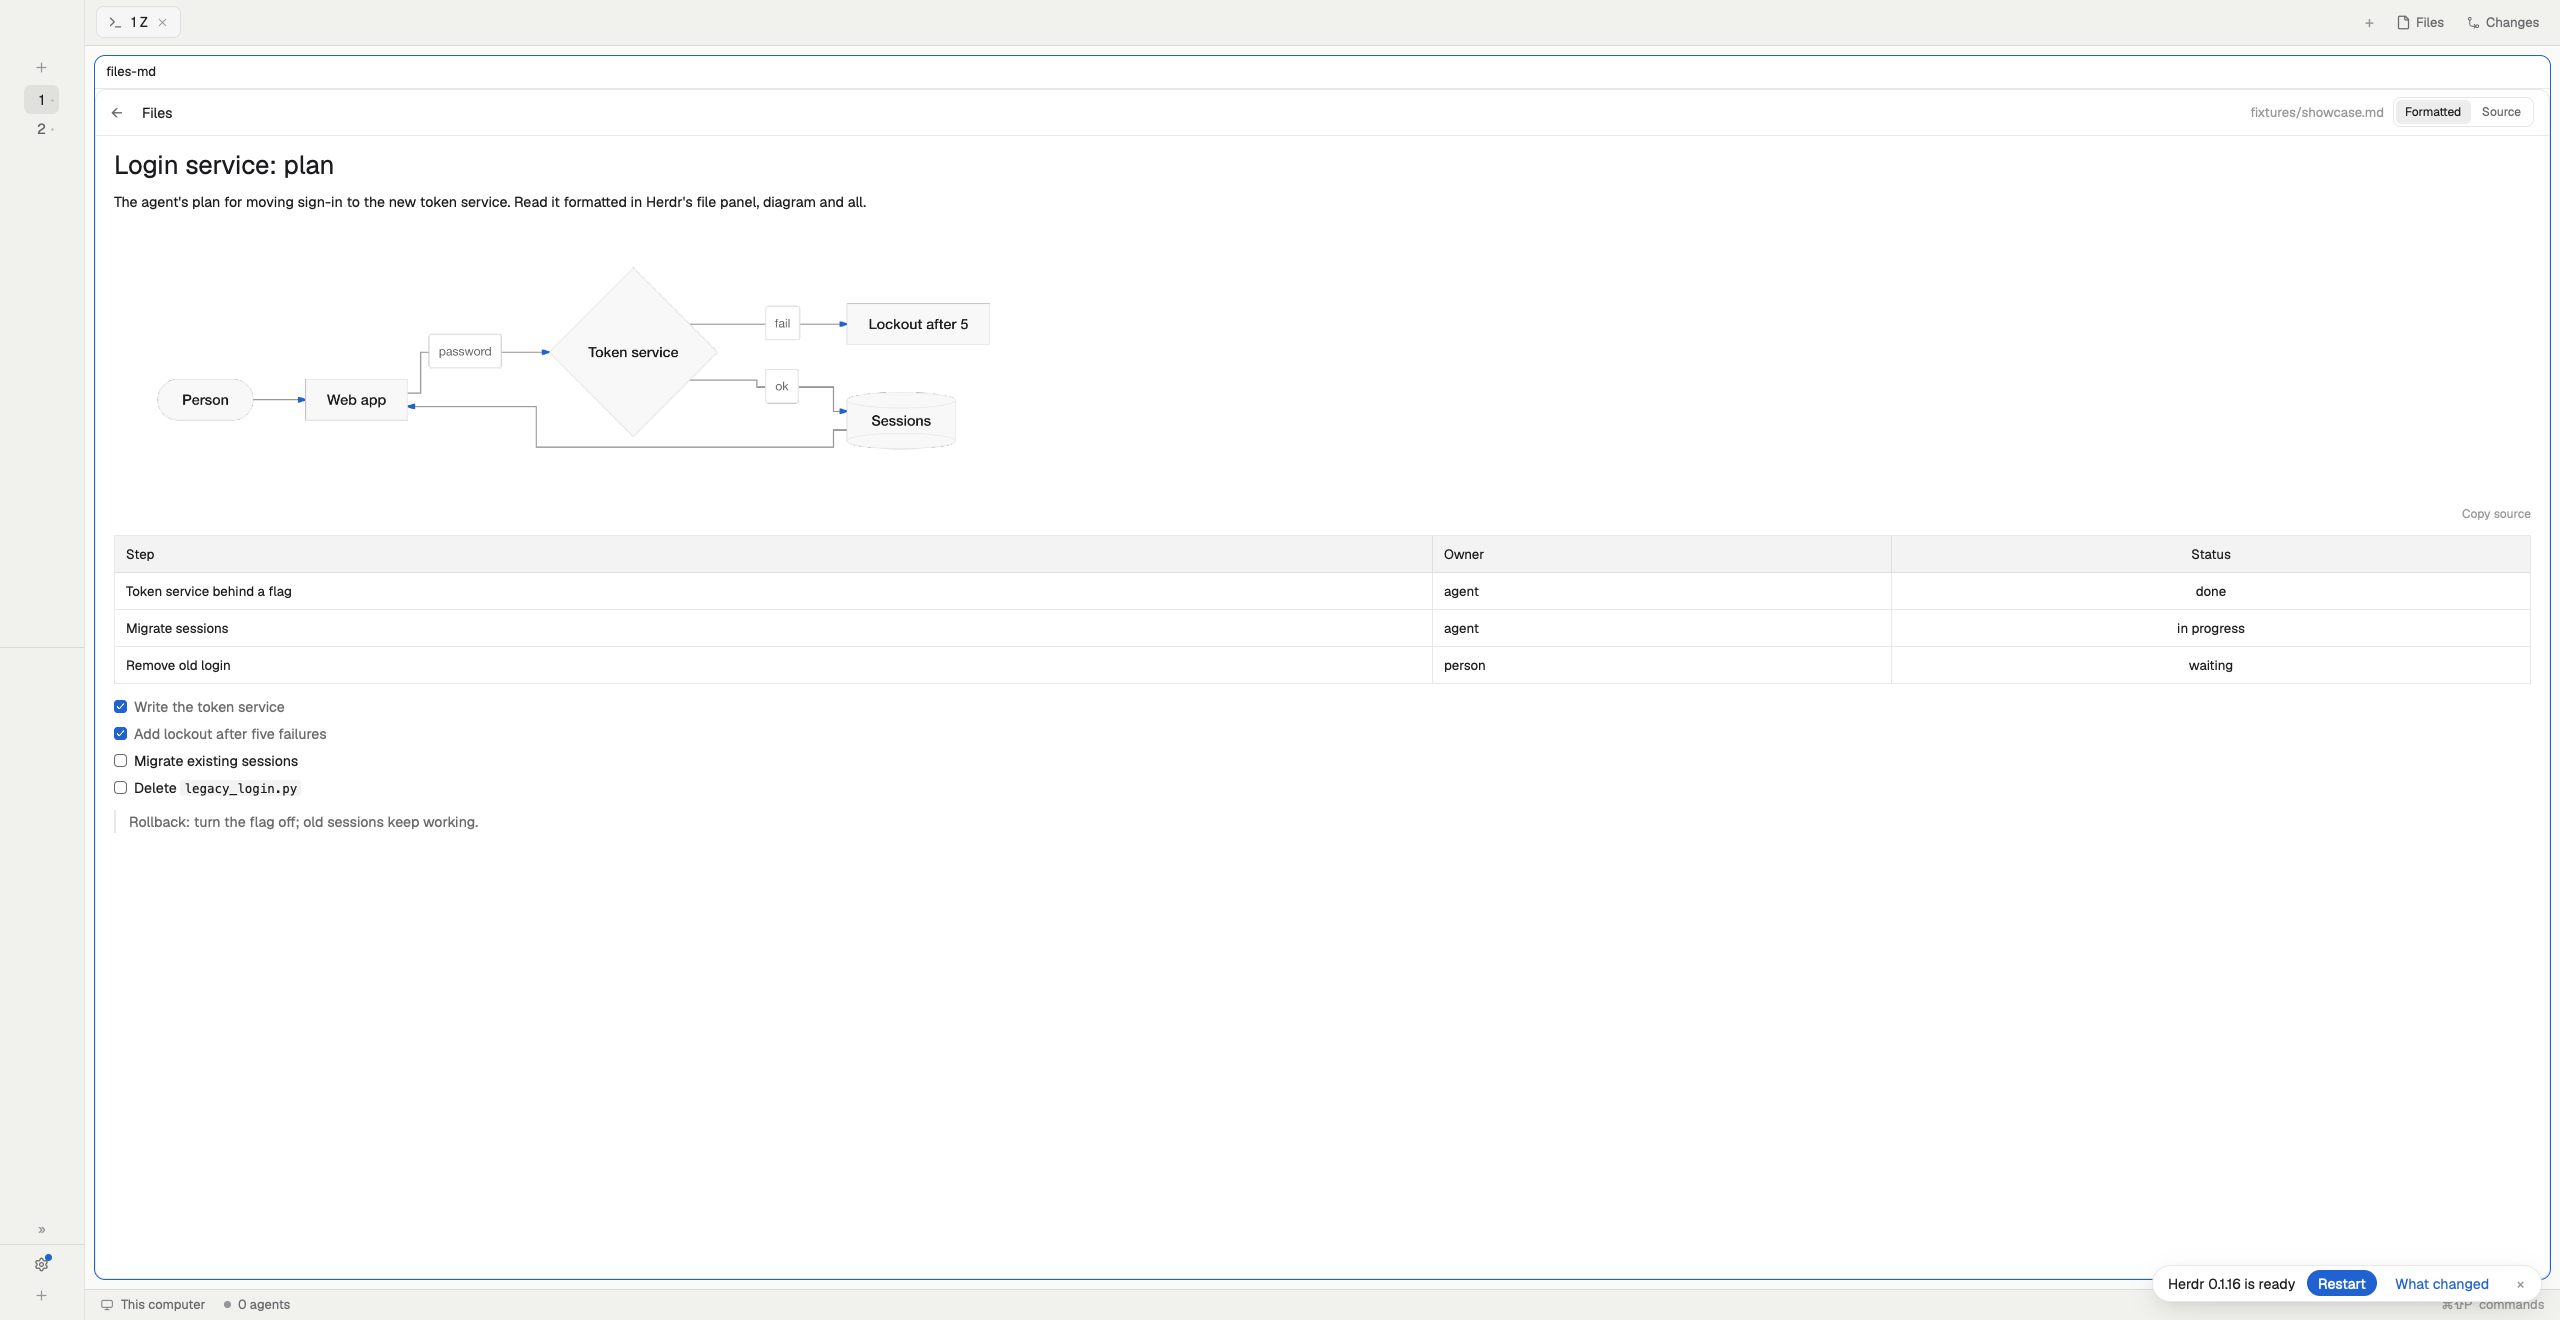 1 Z
Files
Changes
1
2
files-md
Files
fixtures/showcase.md
Formatted
Source
Login service: plan
The agent's plan for moving sign-in to the new token service. Read it formatted in Herdr's file panel, diagram and all.
fail
Lockout after 5
password
Token service
ok
Person
Web app
Sessions
Copy source
Step Owner Status
Token service behind a flag agent done
Migrate sessions agent in progress
Remove old login person waiting
Write the token service
Add lockout after five failures
Migrate existing sessions
Delete legacy_login.py
Rollback: turn the flag off; old sessions keep working.
Herdr 0.1.16 is ready
Restart
What changed
This computer
0 agents
⌘⇧P commands